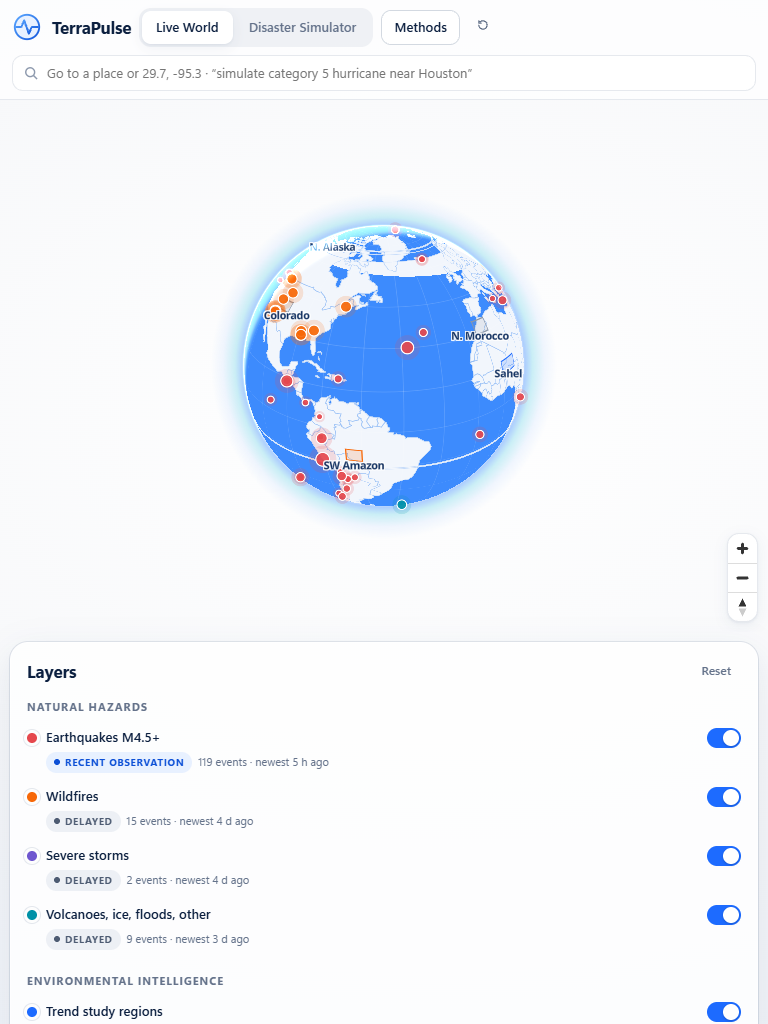 TerraPulse
Live World
Disaster Simulator
Methods
Go to a place or 29.7, -95.3 · “simulate category 5 hurricane near Houston”
N. Alaska
Colorado
N. Morocco
Sahel
SW Amazon
Layers
Reset
NATURAL HAZARDS
Earthquakes M4.5+
RECENT OBSERVATION 119 events · newest 5 h ago
Wildfires
DELAYED 15 events · newest 4 d ago
Severe storms
DELAYED 2 events · newest 4 d ago
Volcanoes, ice, floods, other
DELAYED 9 events · newest 3 d ago
ENVIRONMENTAL INTELLIGENCE
Trend study regions